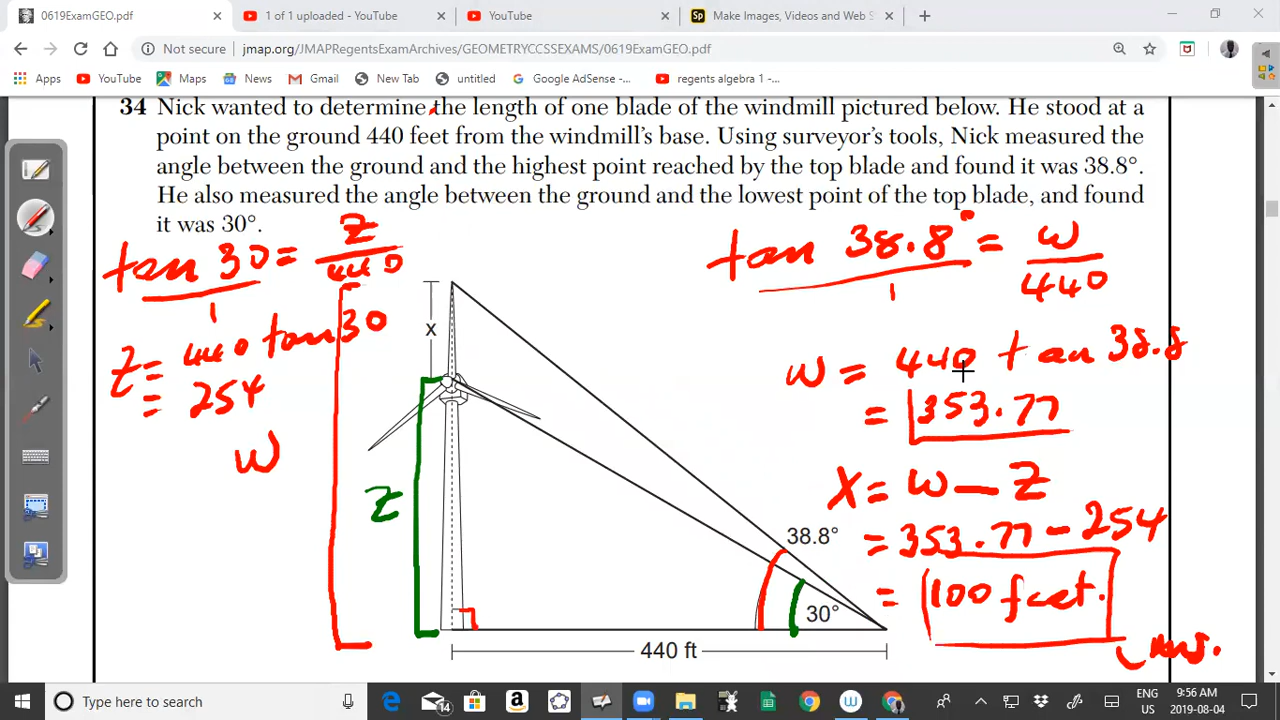 0619ExamGEO.pdf
1 of 1 uploaded - YouTube
YouTube
Make Images, Videos and Web S
Not secure | jmap.org/JMAPRegentsExamArchives/GEOMETRYCCSSEXAMS/0619ExamGEO.pdf
Apps YouTube Maps News Gmail New Tab untitled Google AdSense -... regents algebra 1 -...
34 Nick wanted to determine the length of one blade of the windmill pictured below. He stood at a
point on the ground 440 feet from the windmill's base. Using surveyor's tools, Nick measured the
angle between the ground and the highest point reached by the top blade and found it was 38.8°.
He also measured the angle between the ground and the lowest point of the top blade, and found
it was 30°.
tan 30 = Z
1 440
Z = 440 tan 30
= 254
W
tan 38.8° = w
1 440
w = 440 tan 38.8
= 353.77
X = w - Z
= 353.77 - 254
= 100 feet.
Ans.
x
Z
38.8°
30°
440 ft
Type here to search
14
ENG
US
9:56 AM
2019-08-04